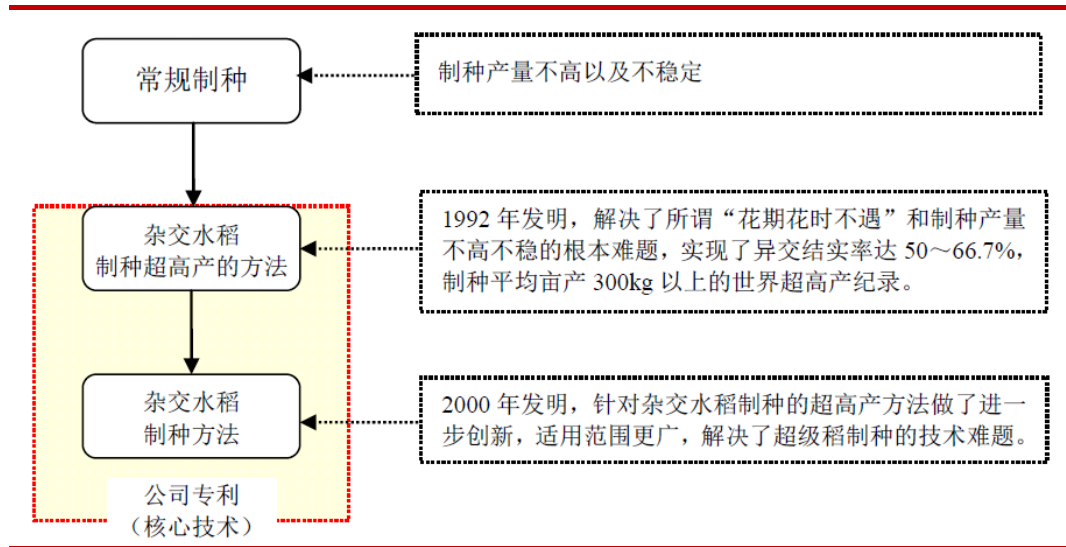 常规制种
制种产量不高以及不稳定
杂交水稻
制种超高产的方法
1992 年发明，解决了所谓“花期花时不遇”和制种产量
不高不稳的根本难题，实现了异交结实率达 50～66.7%，
制种平均亩产 300kg 以上的世界超高产纪录。
杂交水稻
制种方法
2000 年发明，针对杂交水稻制种的超高产方法做了进一
步创新，适用范围更广，解决了超级稻制种的技术难题。
公司专利
（核心技术）